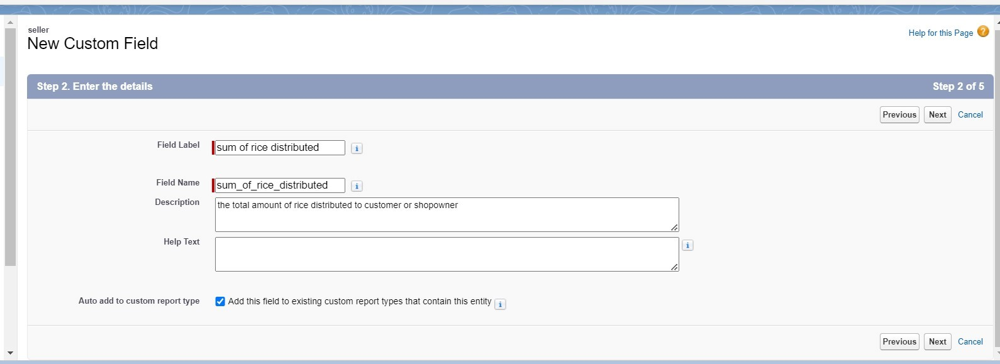 seller
New Custom Field
Help for this Page
Step 2. Enter the details
Step 2 of 5
Previous Next Cancel
Field Label sum of rice distributed
Field Name sum_of_rice_distributed
Description the total amount of rice distributed to customer or shopowner
Help Text
Auto add to custom report type Add this field to existing custom report types that contain this entity
Previous Next Cancel